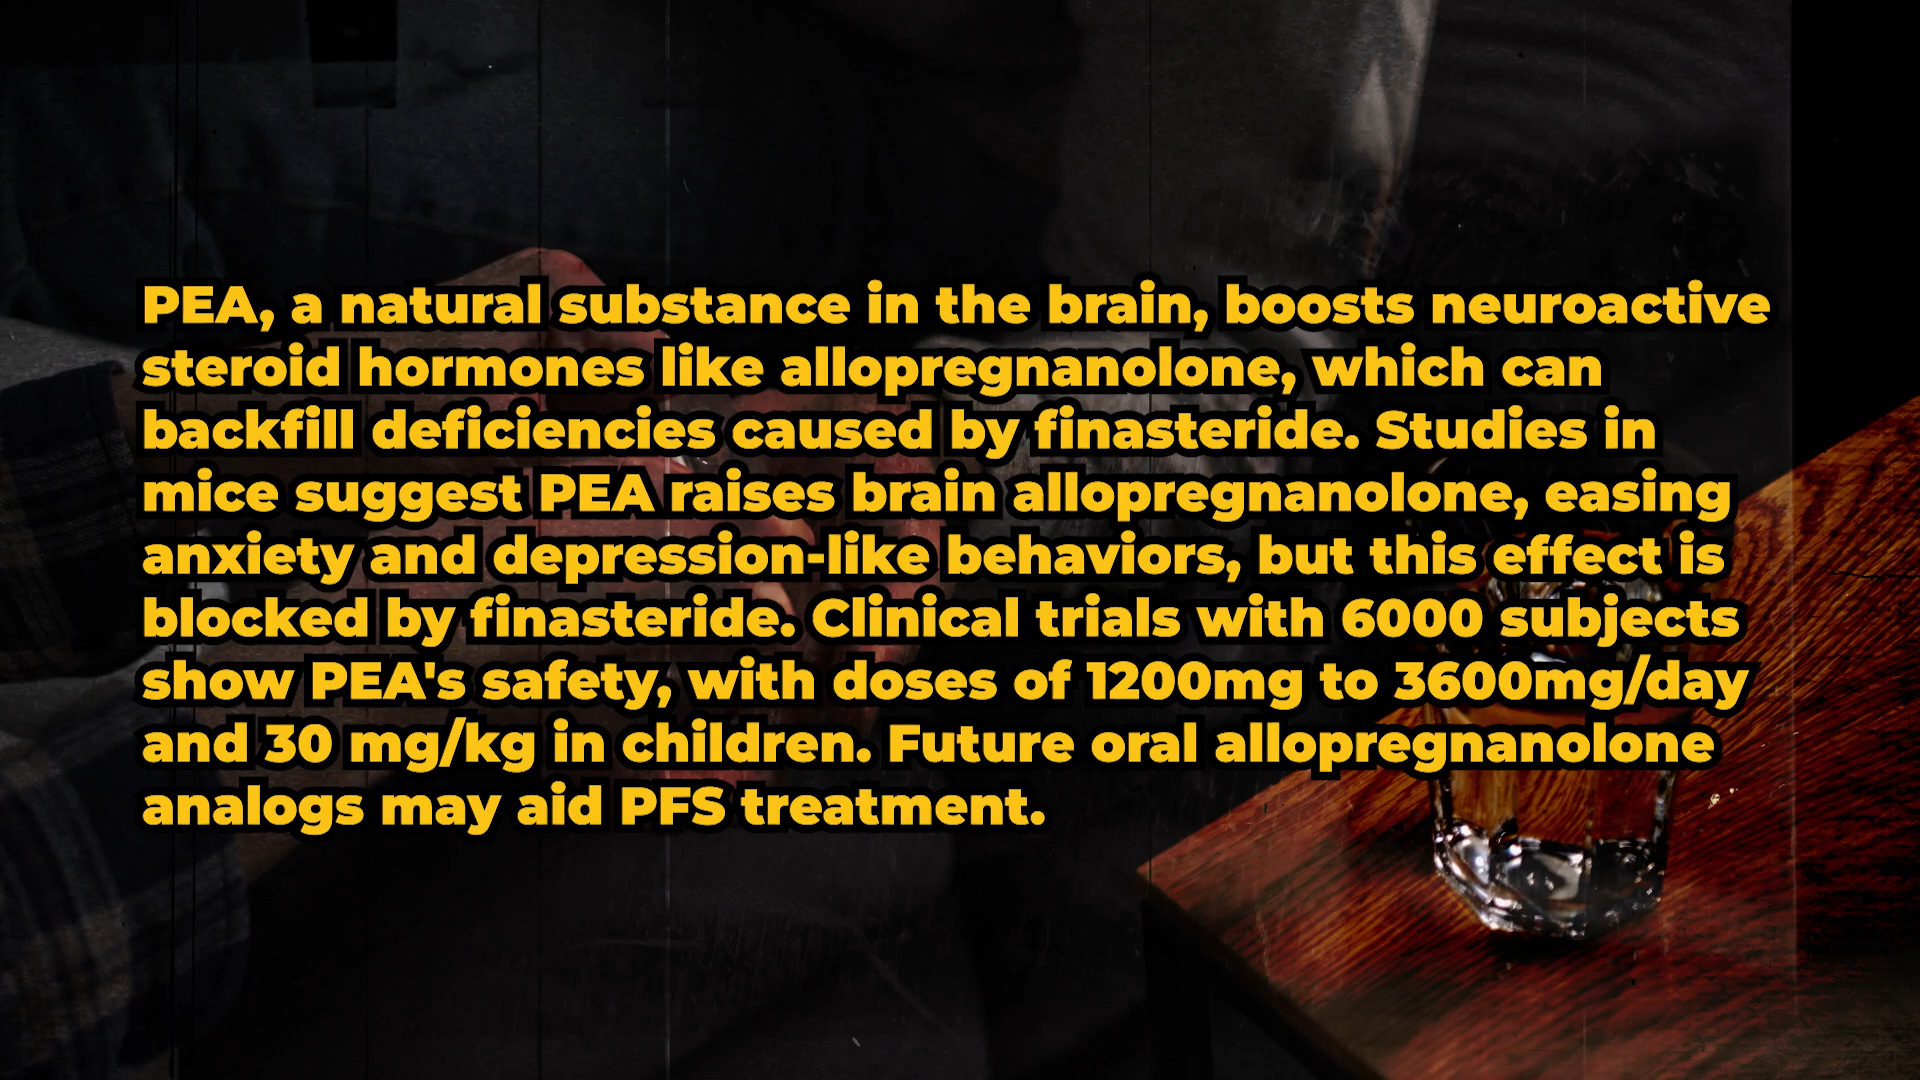 PEA, a natural substance in the brain, boosts neuroactive
steroid hormones like allopregnanolone, which can
backfill deficiencies caused by finasteride. Studies in
mice suggest PEA raises brain allopregnanolone, easing
anxiety and depression-like behaviors, but this effect is
blocked by finasteride. Clinical trials with 6000 subjects
show PEA's safety, with doses of 1200mg to 3600mg/day
and 30 mg/kg in children. Future oral allopregnanolone
analogs may aid PFS treatment.